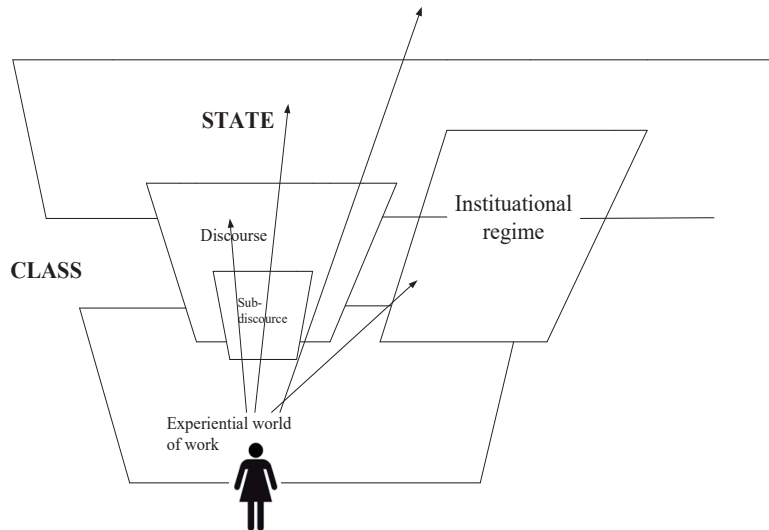 STATE
Instituational
regime
Discourse
CLASS
Sub-
discource
Experiential world
of work